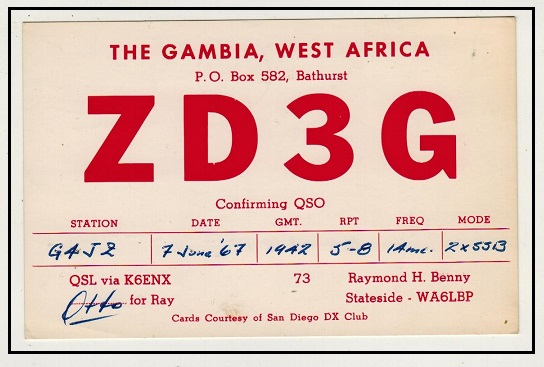 THE GAMBIA, WEST AFRICA
P.O. Box 582, Bathurst
ZD3G
Confirming QSO
STATION DATE GMT. RPT FREQ MODE
G4JZ 7 June '67 1942 5-8 14mc. 2xSSB
QSL via K6ENX 73 Raymond H. Benny
Otto for Ray Stateside - WA6LBP
Cards Courtesy of San Diego DX Club